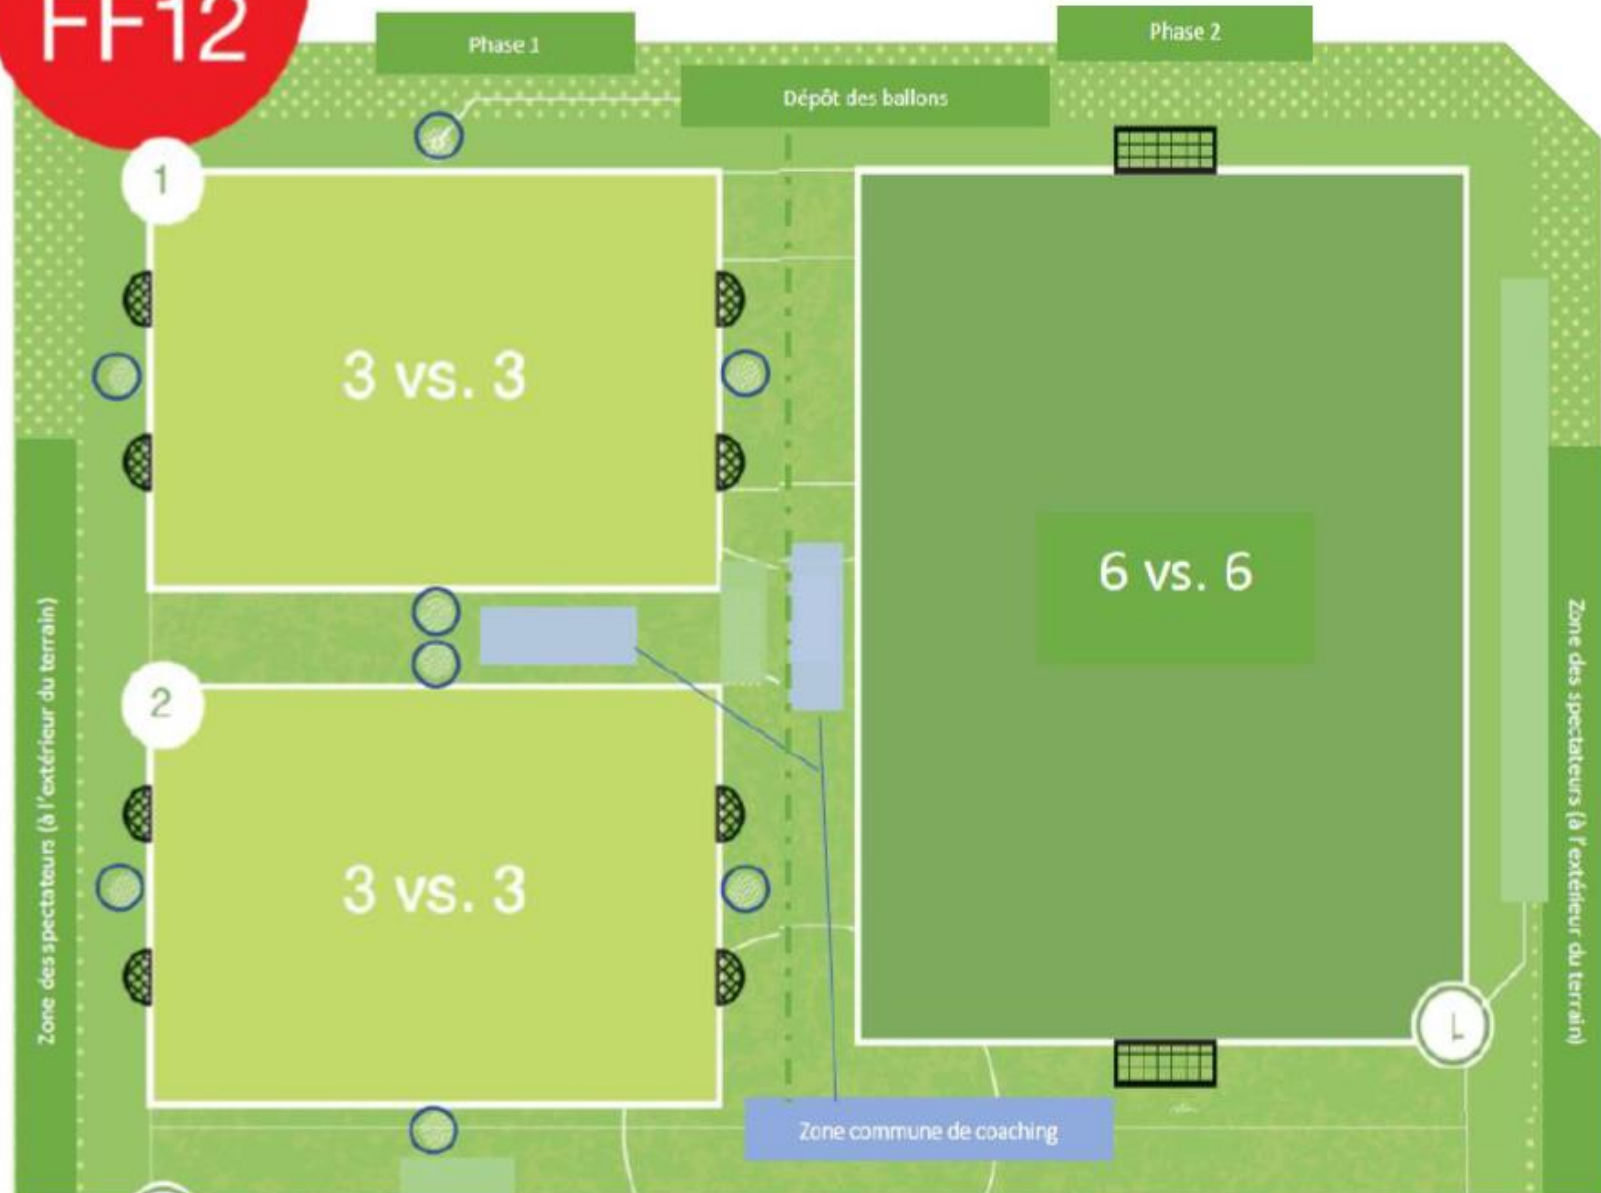 FF12
Phase 1
Phase 2
Dépôt des ballons
1
3 vs. 3
6 vs. 6
2
3 vs. 3
Zone des spectateurs (à l'extérieur du terrain)
Zone des spectateurs (à l'extérieur du terrain)
Zone commune de coaching